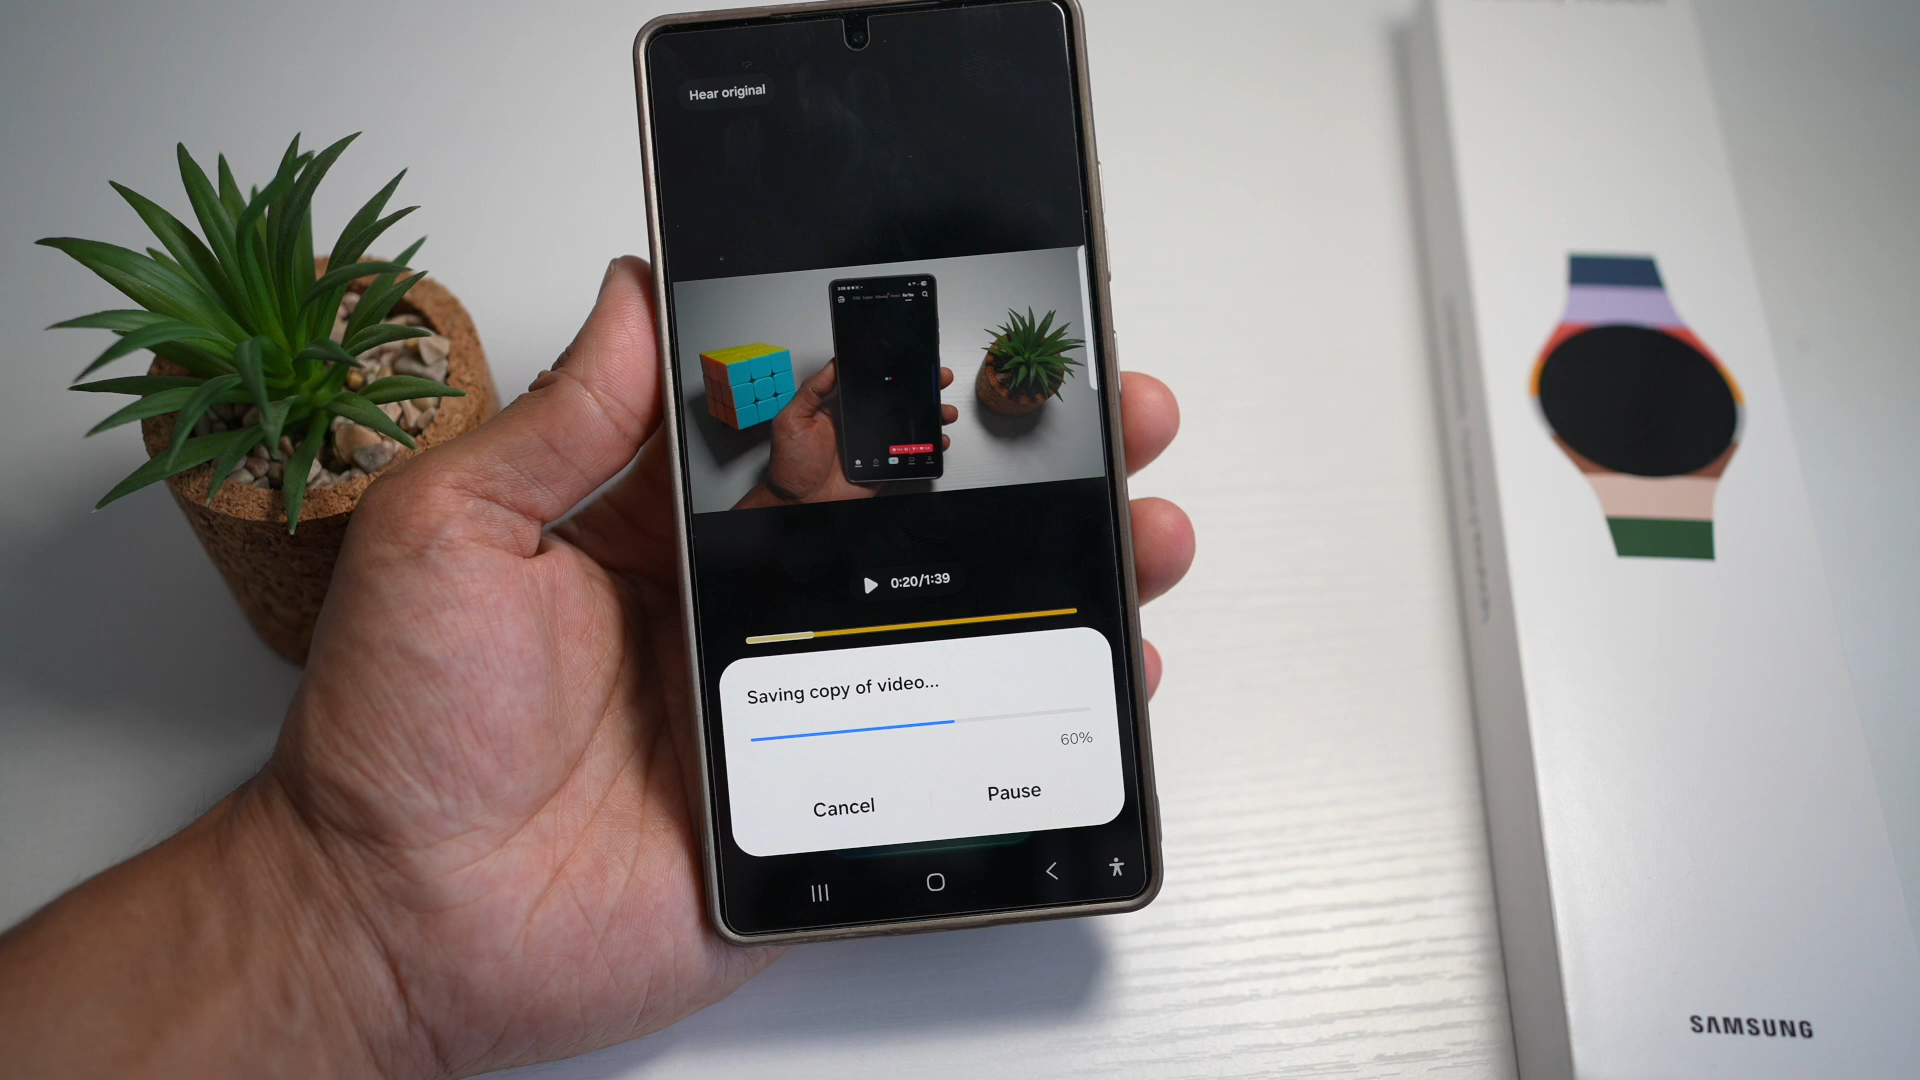 Hear original
0:20/1:39
Saving copy of video...
60%
Cancel
Pause
SAMSUNG